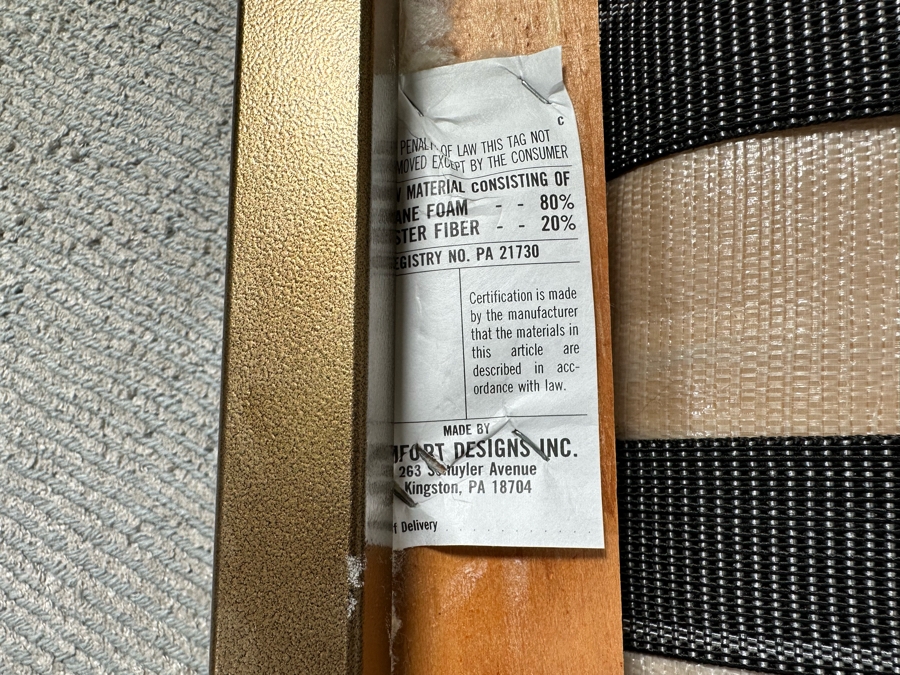 C
PENALTY OF LAW THIS TAG NOT
MOVED EXCEPT BY THE CONSUMER
MATERIAL CONSISTING OF
ANE FOAM - - 80%
STER FIBER - - 20%
EGISTRY NO. PA 21730
Certification is made
by the manufacturer
that the materials in
this article are
described in acc-
ordance with law.
MADE BY
MFORT DESIGNS INC.
263 Schuyler Avenue
Kingston, PA 18704
f Delivery